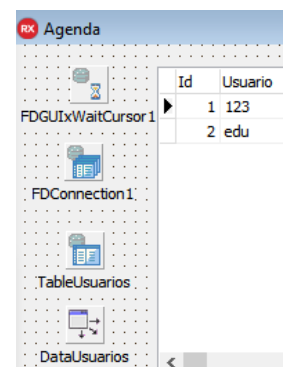 RX Agenda
Id Usuario
1 123
2 edu
FDGUIxWaitCursor1
FDConnection1
TableUsuarios
DataUsuarios